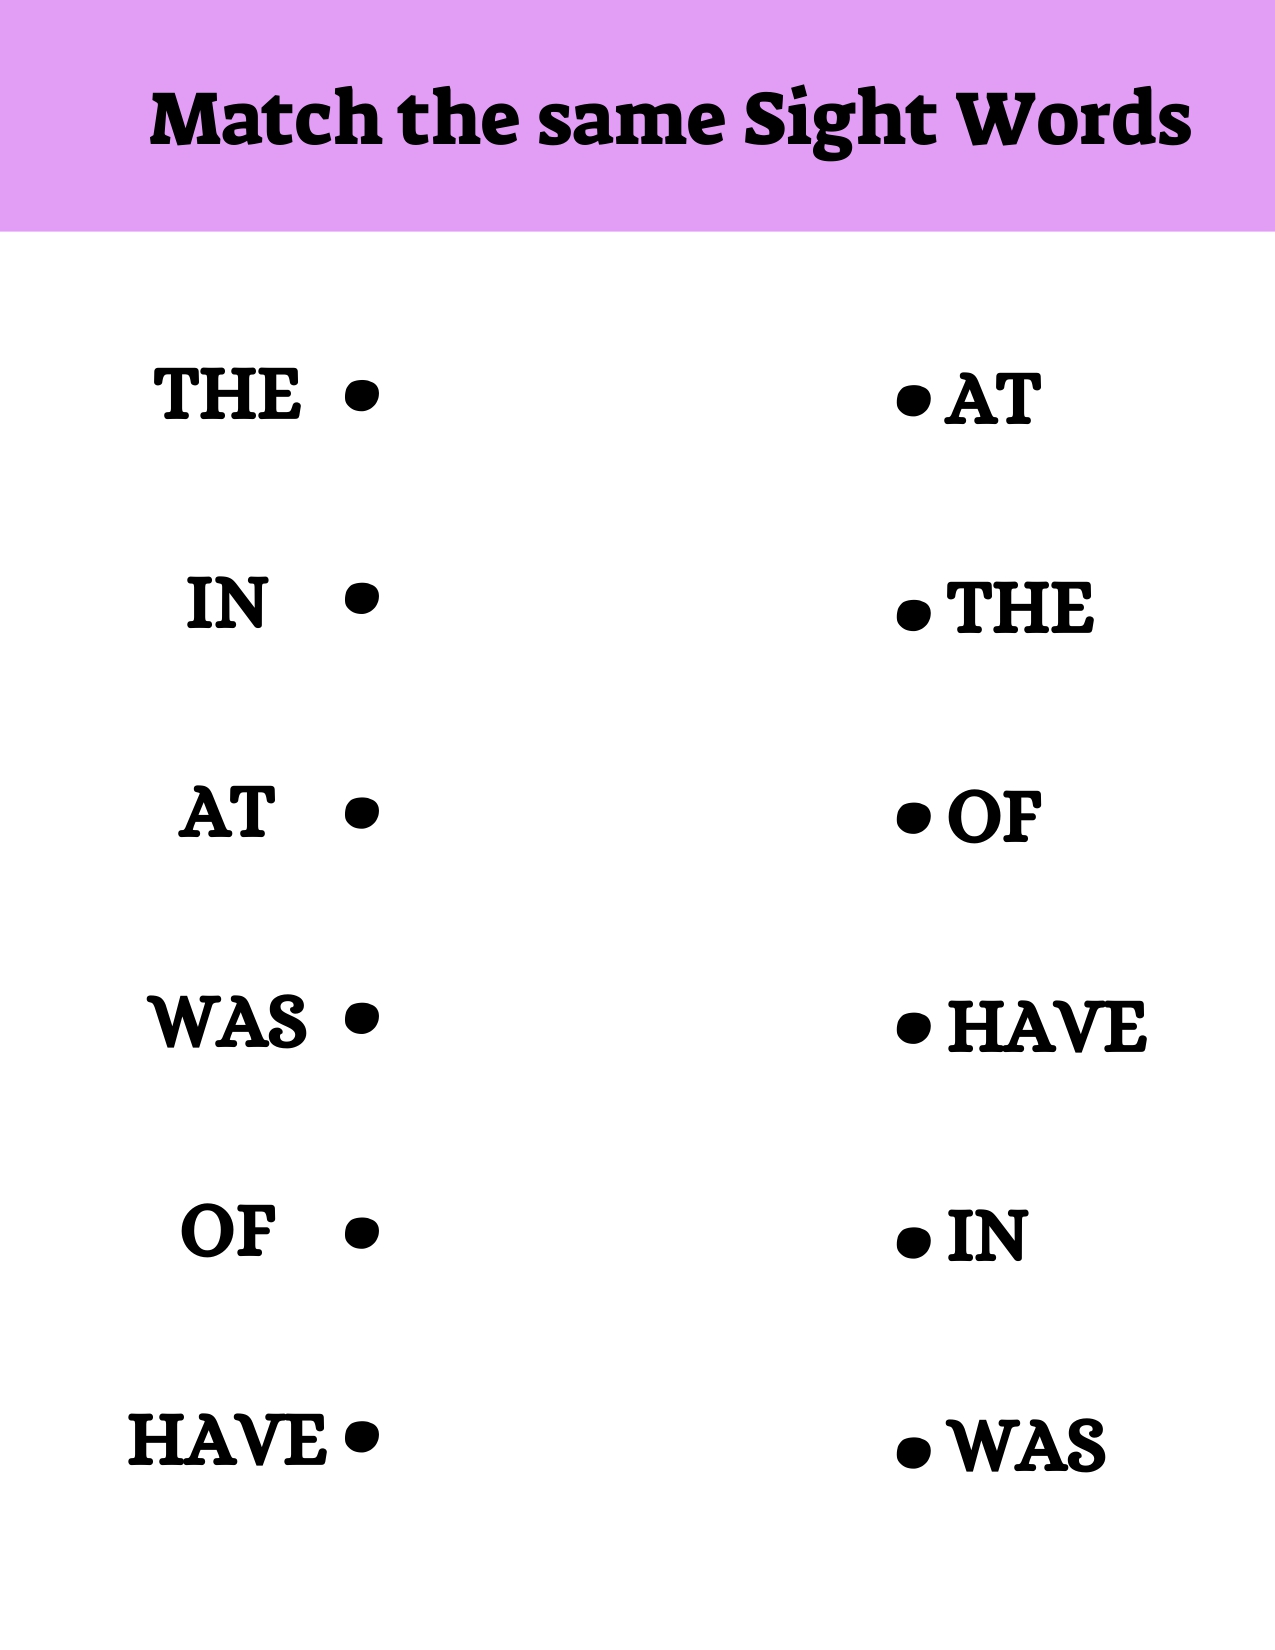 Match the same Sight Words
THE • • AT
IN • • THE
AT • • OF
WAS • • HAVE
OF • • IN
HAVE • • WAS